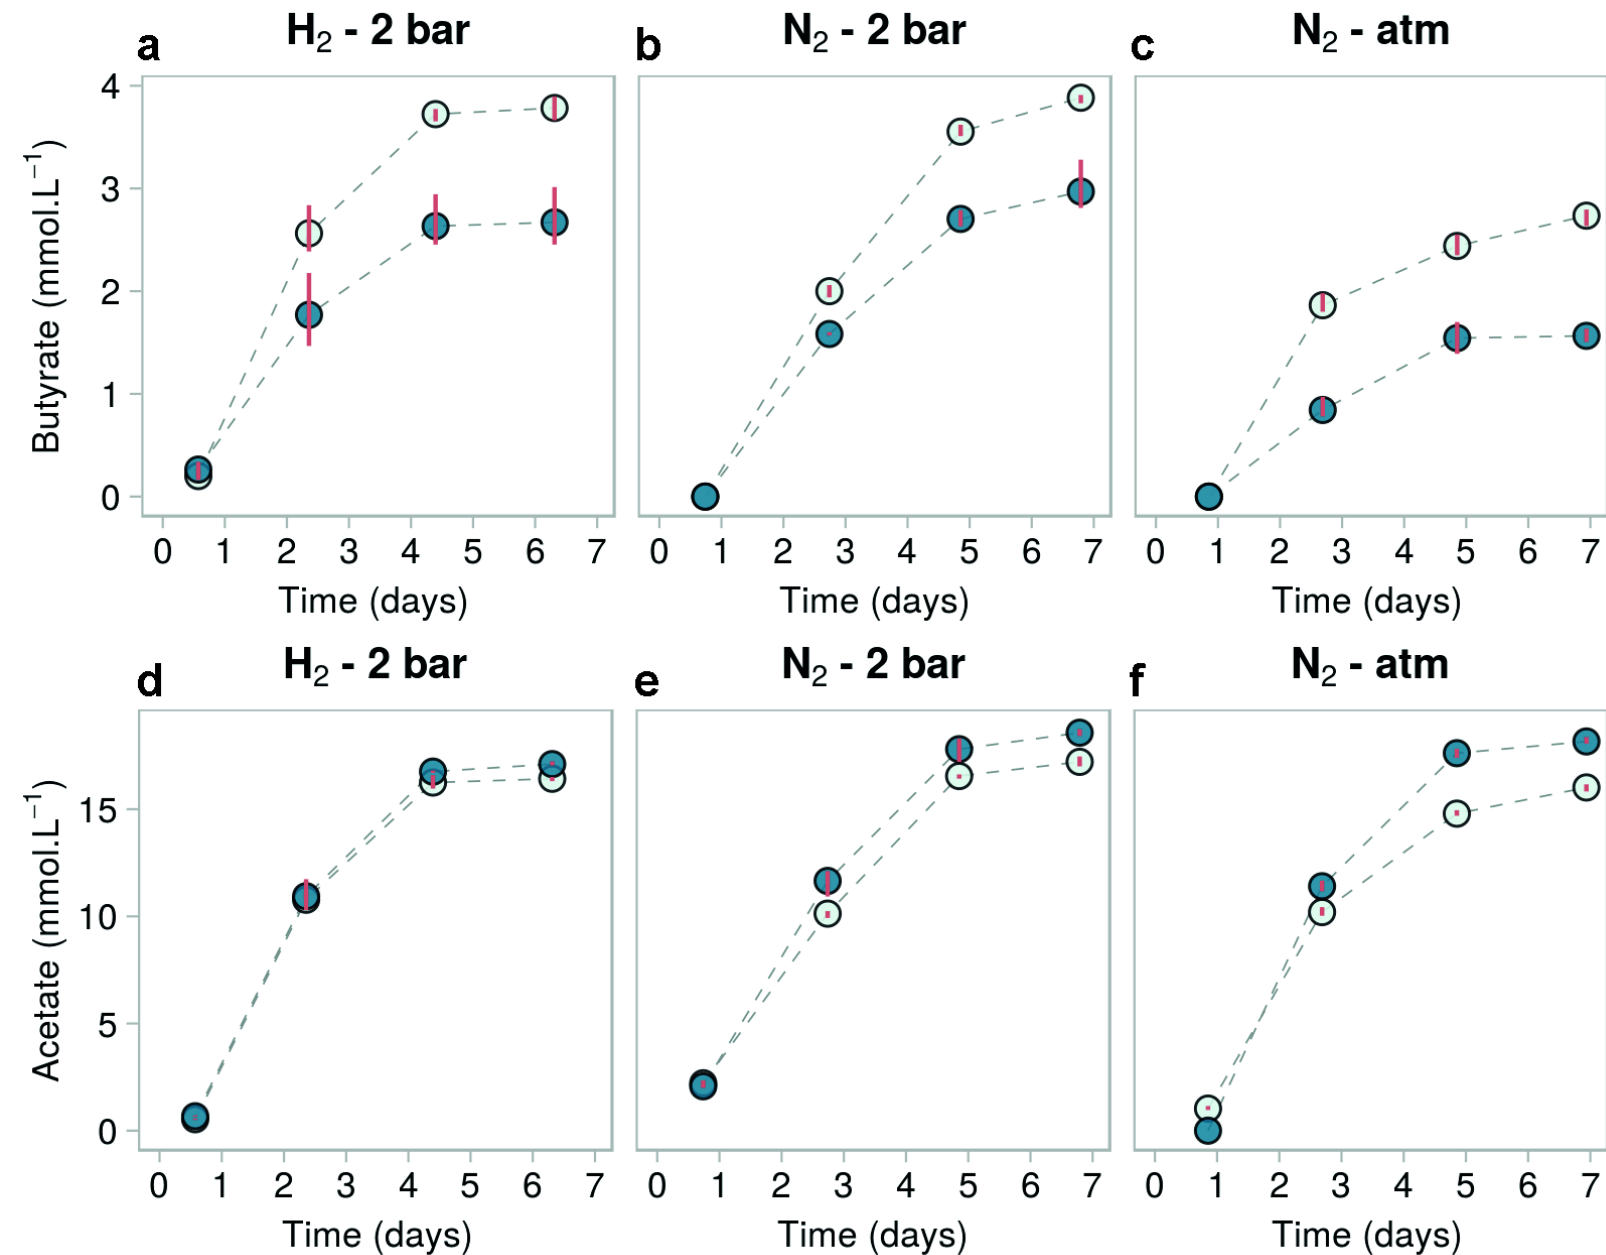 a H₂ - 2 bar
b N₂ - 2 bar
c N₂ - atm
Butyrate (mmol.L⁻¹)
4
3
2
1
0
0 1 2 3 4 5 6 7
0 1 2 3 4 5 6 7
0 1 2 3 4 5 6 7
Time (days)
Time (days)
Time (days)
d H₂ - 2 bar
e N₂ - 2 bar
f N₂ - atm
Acetate (mmol.L⁻¹)
15
10
5
0
0 1 2 3 4 5 6 7
0 1 2 3 4 5 6 7
0 1 2 3 4 5 6 7
Time (days)
Time (days)
Time (days)